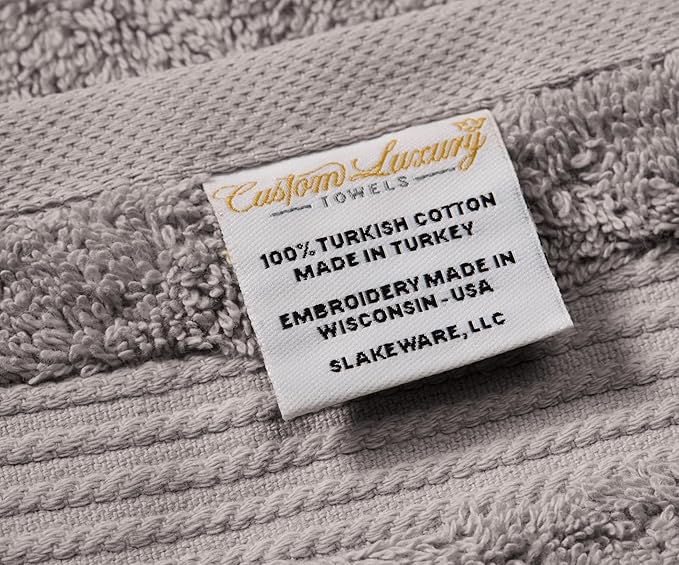 Custom Luxury
TOWELS
100% TURKISH COTTON
MADE IN TURKEY
EMBROIDERY MADE IN
WISCONSIN-USA
SLAKEWARE, LLC